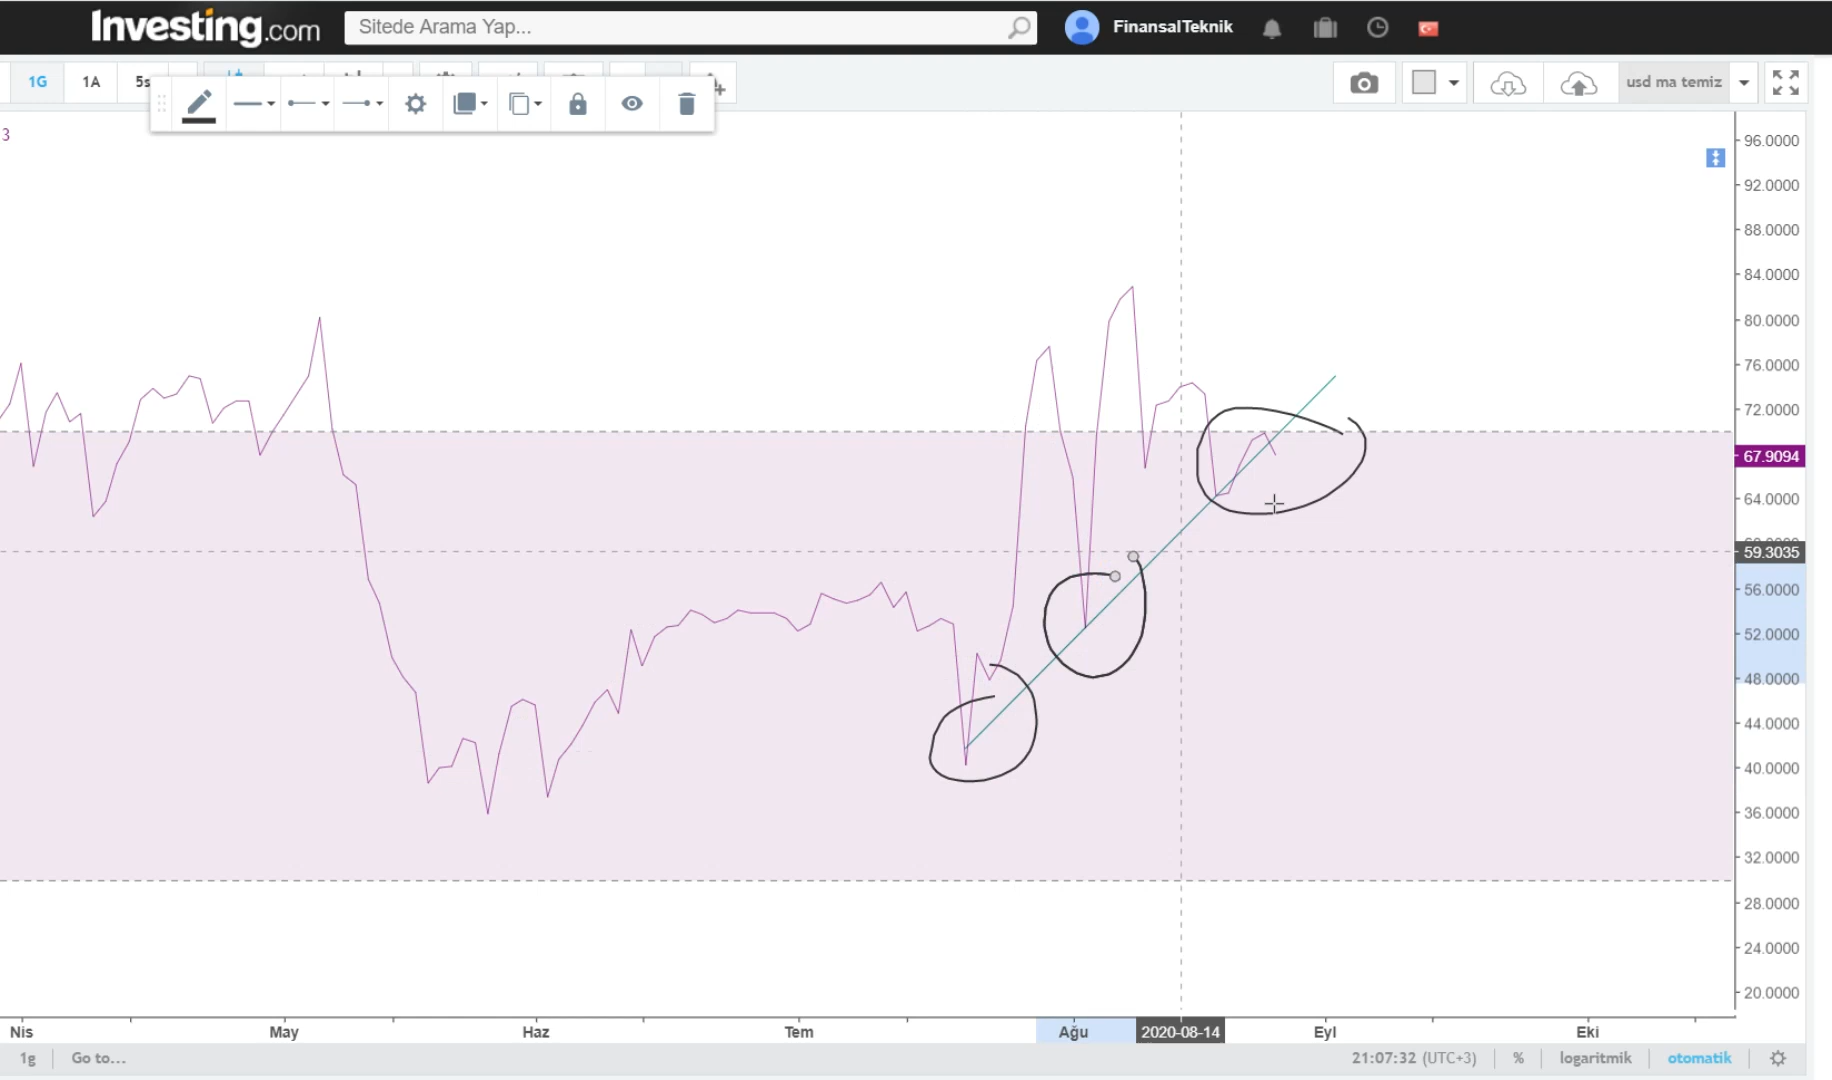 Investing.com
Sitede Arama Yap...
FinansalTeknik
1G
1A
5s
usd ma temiz
3
96.0000
92.0000
88.0000
84.0000
80.0000
76.0000
72.0000
67.9094
64.0000
59.3035
56.0000
52.0000
48.0000
44.0000
40.0000
36.0000
32.0000
28.0000
24.0000
20.0000
Nis May Haz Tem Ağu 2020-08-14 Eyl Eki
1g Go to... 21:07:32 (UTC+3) % logaritmik otomatik